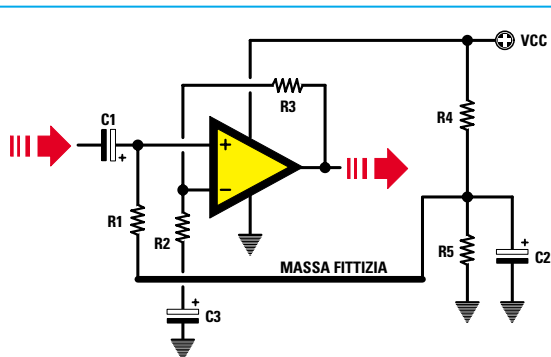 VCC
R3
R4
C1
+
+
+
−
R1
R2
R5
+
C2
MASSA FITTIZIA
+
C3